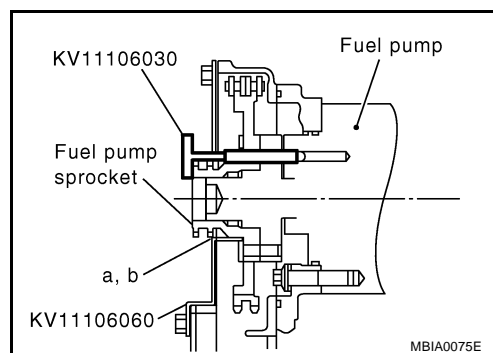 Fuel pump
KV11106030
Fuel pump
sprocket
a, b
KV11106060
MBIA0075E